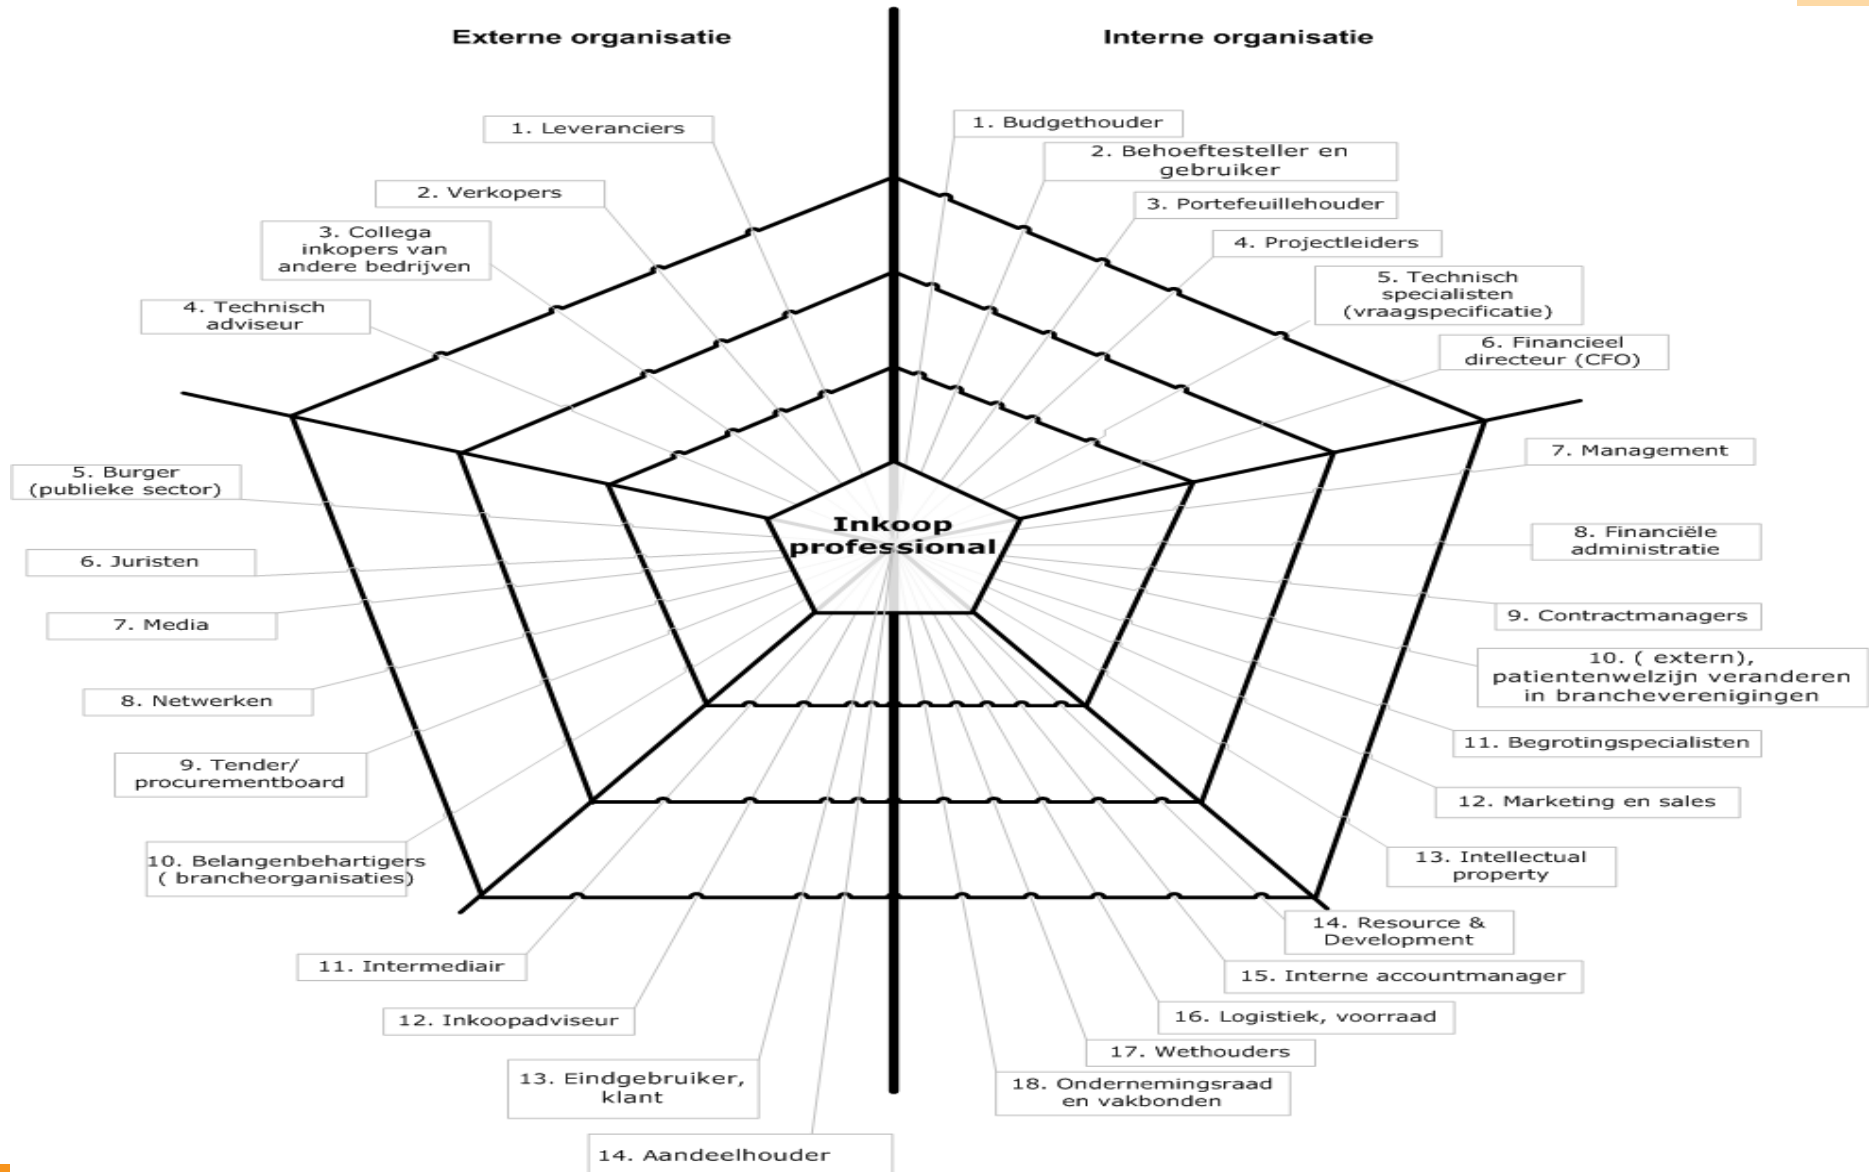 Externe organisatie
Interne organisatie
1. Leveranciers
2. Verkopers
3. Collega
inkopers van
andere bedrijven
4. Technisch
adviseur
5. Burger
(publieke sector)
6. Juristen
7. Media
8. Netwerken
9. Tender/
procurementboard
10. Belangenbehartigers
( brancheorganisaties)
11. Intermediair
12. Inkoopadviseur
13. Eindgebruiker,
klant
14. Aandeelhouder
Inkoop
professional
1. Budgethouder
2. Behoeftesteller en
gebruiker
3. Portefeuillehouder
4. Projectleiders
5. Technisch
specialisten
(vraagspecificatie)
6. Financieel
directeur (CFO)
7. Management
8. Financiële
administratie
9. Contractmanagers
10. ( extern),
patientenwelzijn veranderen
in brancheverenigingen
11. Begrotingspecialisten
12. Marketing en sales
13. Intellectual
property
14. Resource &
Development
15. Interne accountmanager
16. Logistiek, voorraad
17. Wethouders
18. Ondernemingsraad
en vakbonden